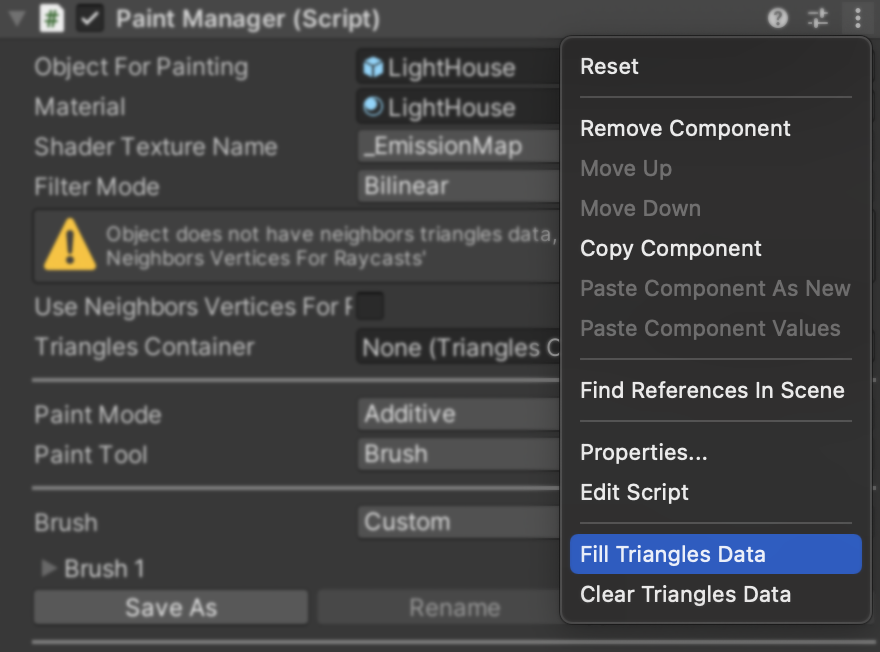 Paint Manager (Script)
Object For Painting LightHouse
Material LightHouse
Shader Texture Name _EmissionMap
Filter Mode Bilinear
Object does not have neighbors triangles data,
Neighbors Vertices For Raycasts'
Use Neighbors Vertices For
Triangles Container None (Triangles C
Paint Mode Additive
Paint Tool Brush
Brush Custom
Brush 1
Save As Rename
Reset
Remove Component
Move Up
Move Down
Copy Component
Paste Component As New
Paste Component Values
Find References In Scene
Properties...
Edit Script
Fill Triangles Data
Clear Triangles Data